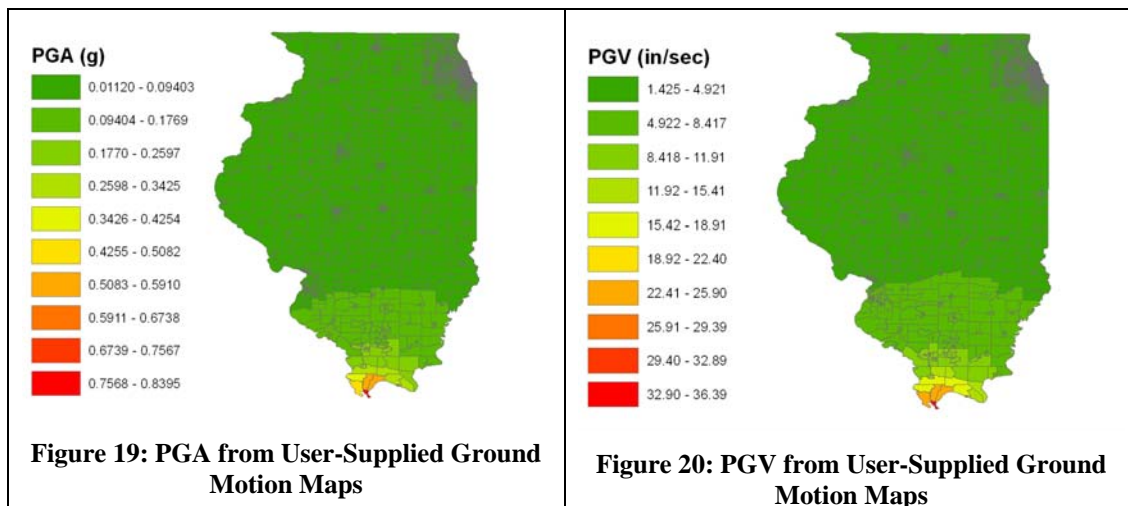 PGA (g)
0.01120 - 0.09403
0.09404 - 0.1769
0.1770 - 0.2597
0.2598 - 0.3425
0.3426 - 0.4254
0.4255 - 0.5082
0.5083 - 0.5910
0.5911 - 0.6738
0.6739 - 0.7567
0.7568 - 0.8395
Figure 19: PGA from User-Supplied Ground
Motion Maps
PGV (in/sec)
1.425 - 4.921
4.922 - 8.417
8.418 - 11.91
11.92 - 15.41
15.42 - 18.91
18.92 - 22.40
22.41 - 25.90
25.91 - 29.39
29.40 - 32.89
32.90 - 36.39
Figure 20: PGV from User-Supplied Ground
Motion Maps